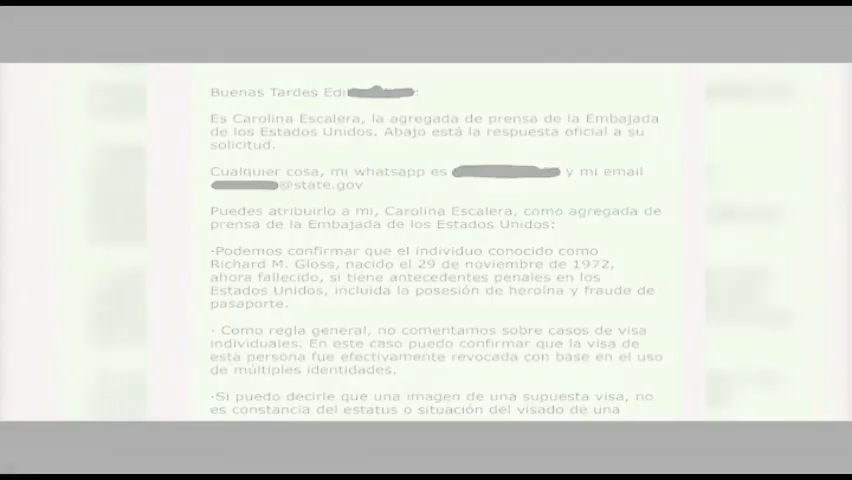 Buenas Tardes Edi
Es Carolina Escalera, la agregada de prensa de la Embajada
de los Estados Unidos. Abajo está la respuesta oficial a su
solicitud.
Cualquier cosa, mi whatsapp es y mi email
@state.gov
Puedes atribuirlo a mi, Carolina Escalera, como agregada de
prensa de la Embajada de los Estados Unidos:
·Podemos confirmar que el individuo conocido como
Richard M. Gloss, nacido el 29 de noviembre de 1972,
ahora fallecido, si tiene antecedentes penales en los
Estados Unidos, incluida la posesión de heroína y fraude de
pasaporte.
· Como regla general, no comentamos sobre casos de visa
individuales. En este caso puedo confirmar que la visa de
esta persona fue efectivamente revocada con base en el uso
de múltiples identidades.
·Si puedo decirle que una imagen de una supuesta visa, no
es constancia del estatus o situación del visado de una